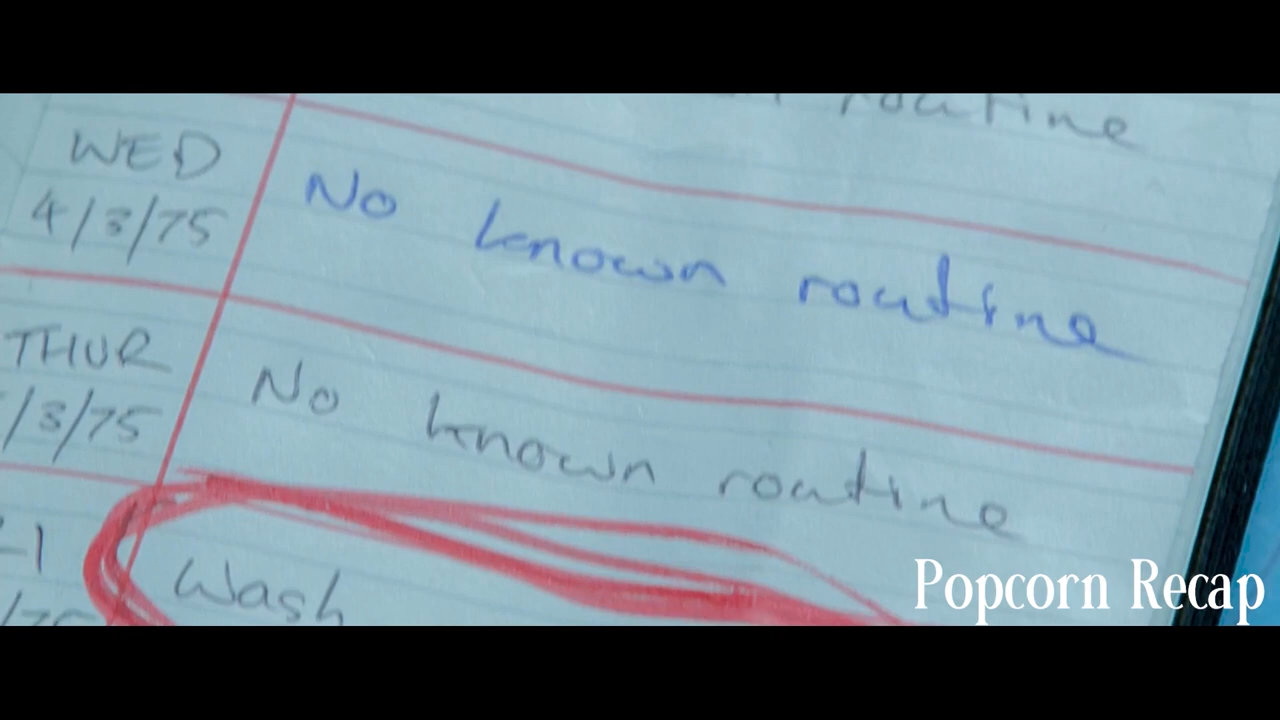 routine
WED No known routine
4/3/75
THUR No known routine
/3/75
Wash
Popcorn Recap